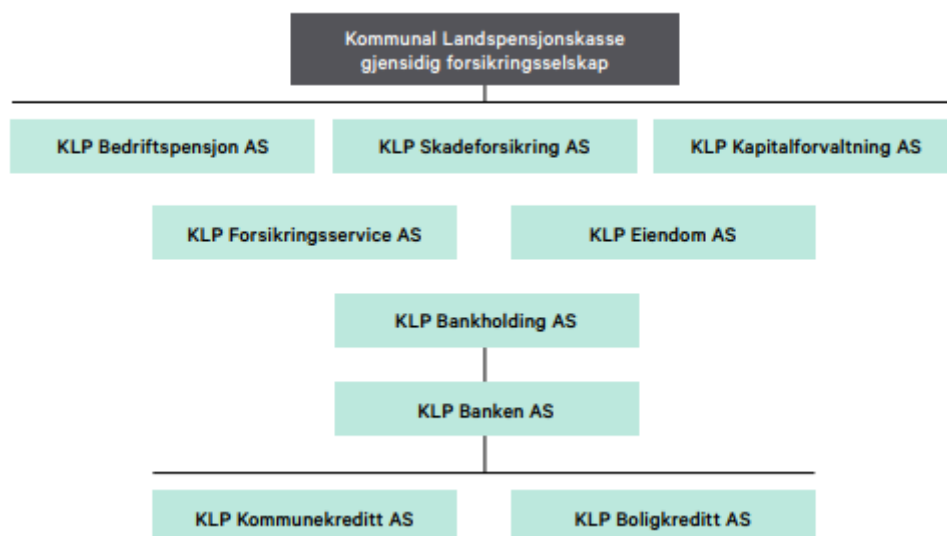 Kommunal Landspensjonskasse
gjensidig forsikringsselskap
KLP Bedriftspensjon AS
KLP Skadeforsikring AS
KLP Kapitalforvaltning AS
KLP Forsikringsservice AS
KLP Eiendom AS
KLP Bankholding AS
KLP Banken AS
KLP Kommunekreditt AS
KLP Boligkreditt AS